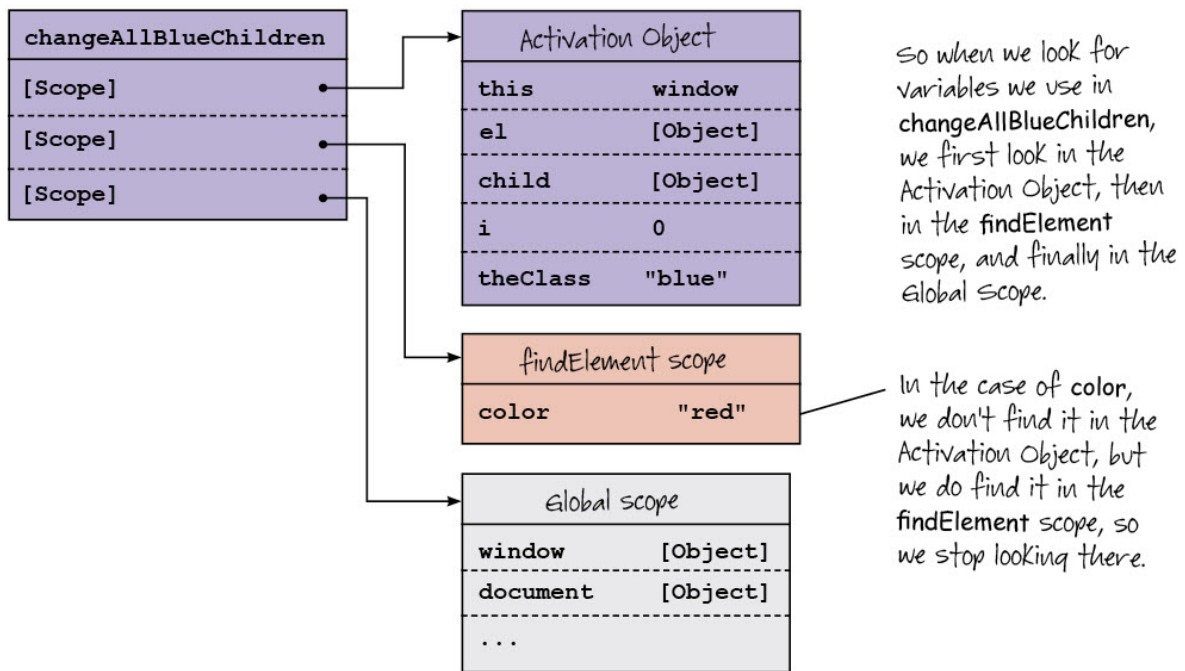 changeAllBlueChildren
[Scope]
[Scope]
[Scope]
Activation Object
this window
el [Object]
child [Object]
i 0
theClass "blue"
So when we look for
variables we use in
changeAllBlueChildren,
we first look in the
Activation Object, then
in the findElement
scope, and finally in the
Global Scope.
findElement scope
color "red"
In the case of color,
we don't find it in the
Activation Object, but
we do find it in the
findElement scope, so
we stop looking there.
Global scope
window [Object]
document [Object]
...